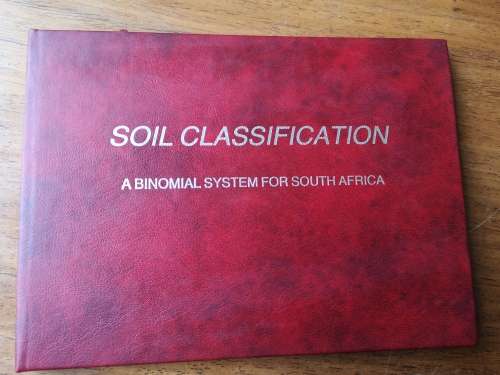 SOIL CLASSIFICATION
A BINOMIAL SYSTEM FOR SOUTH AFRICA